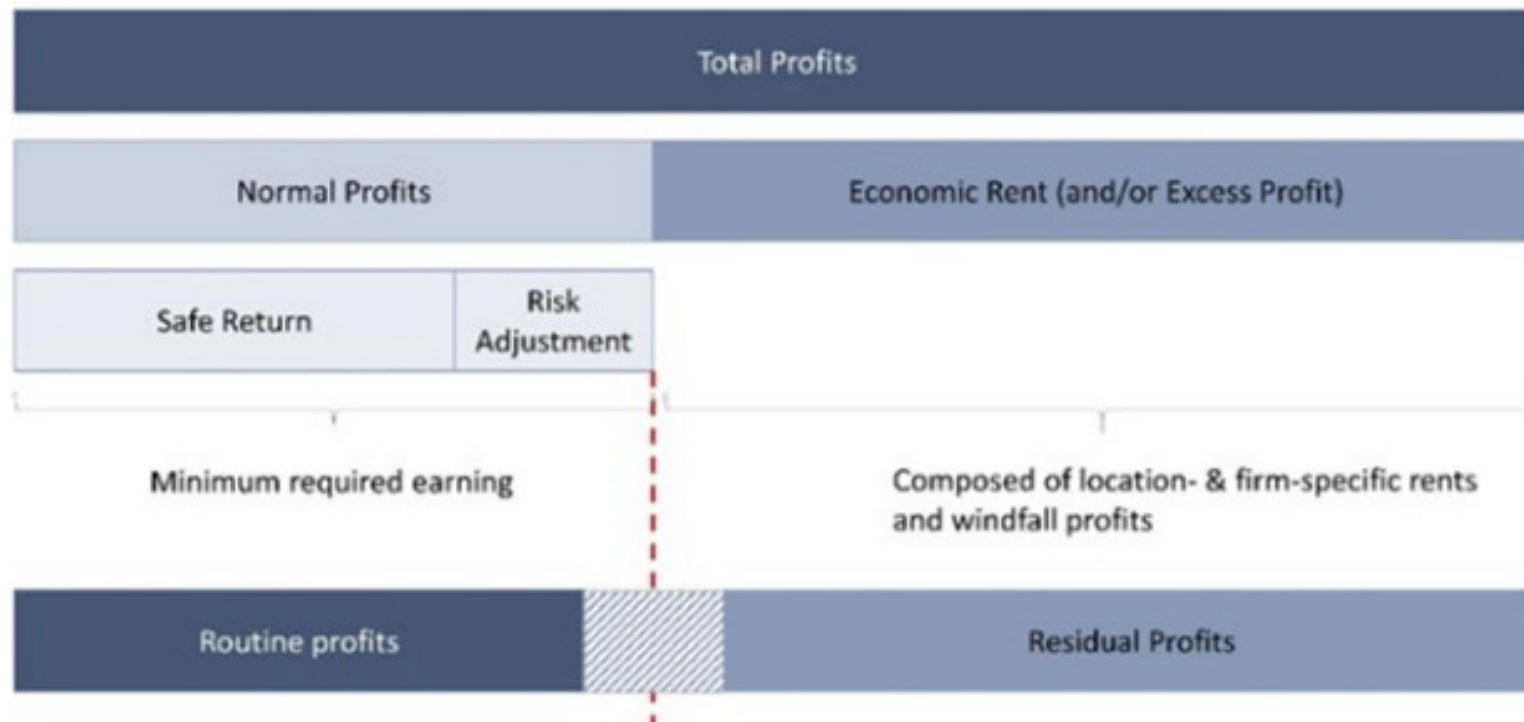 Total Profits
Normal Profits
Economic Rent (and/or Excess Profit)
Safe Return
Risk
Adjustment
Minimum required earning
Composed of location- & firm-specific rents
and windfall profits
Routine profits
Residual Profits